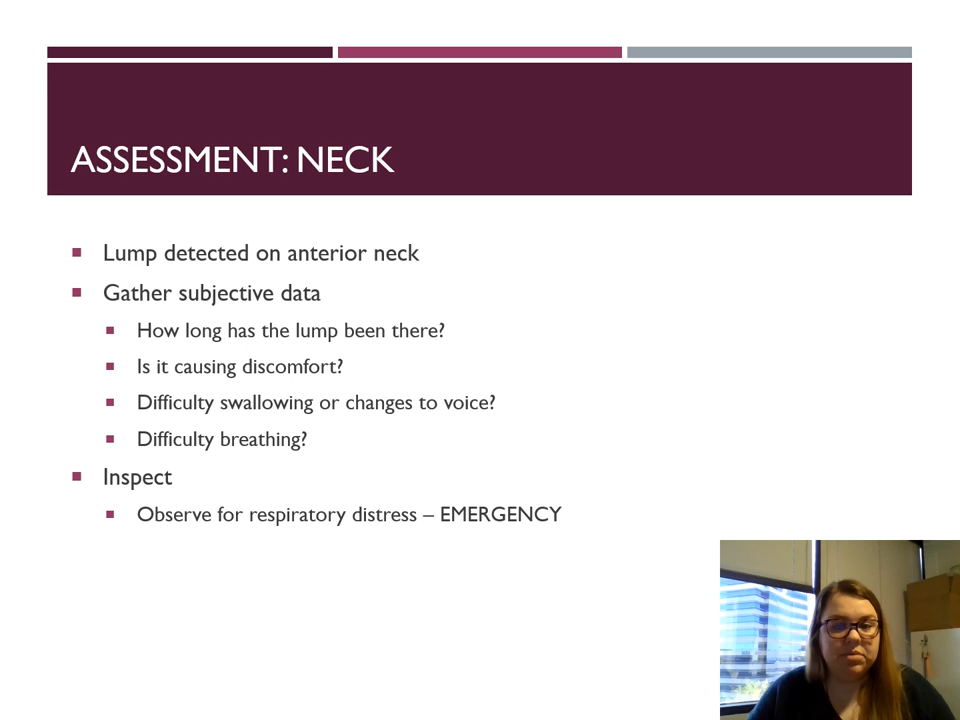 ASSESSMENT: NECK
Lump detected on anterior neck
Gather subjective data
How long has the lump been there?
Is it causing discomfort?
Difficulty swallowing or changes to voice?
Difficulty breathing?
Inspect
Observe for respiratory distress – EMERGENCY